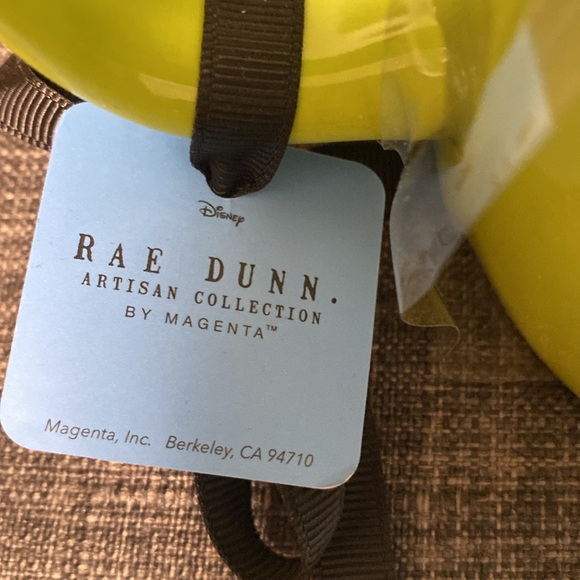 Disney
RAE DUNN.
ARTISAN COLLECTION
BY MAGENTA™
Magenta, Inc. Berkeley, CA 94710